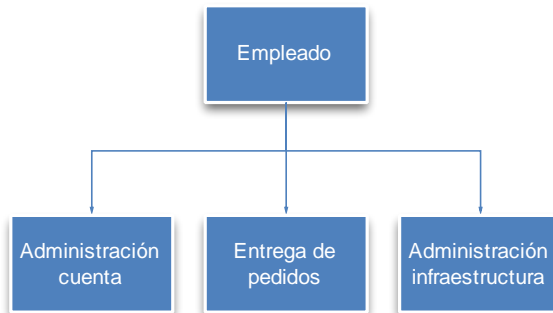 Empleado
Administración
cuenta
Entrega de
pedidos
Administración
infraestructura